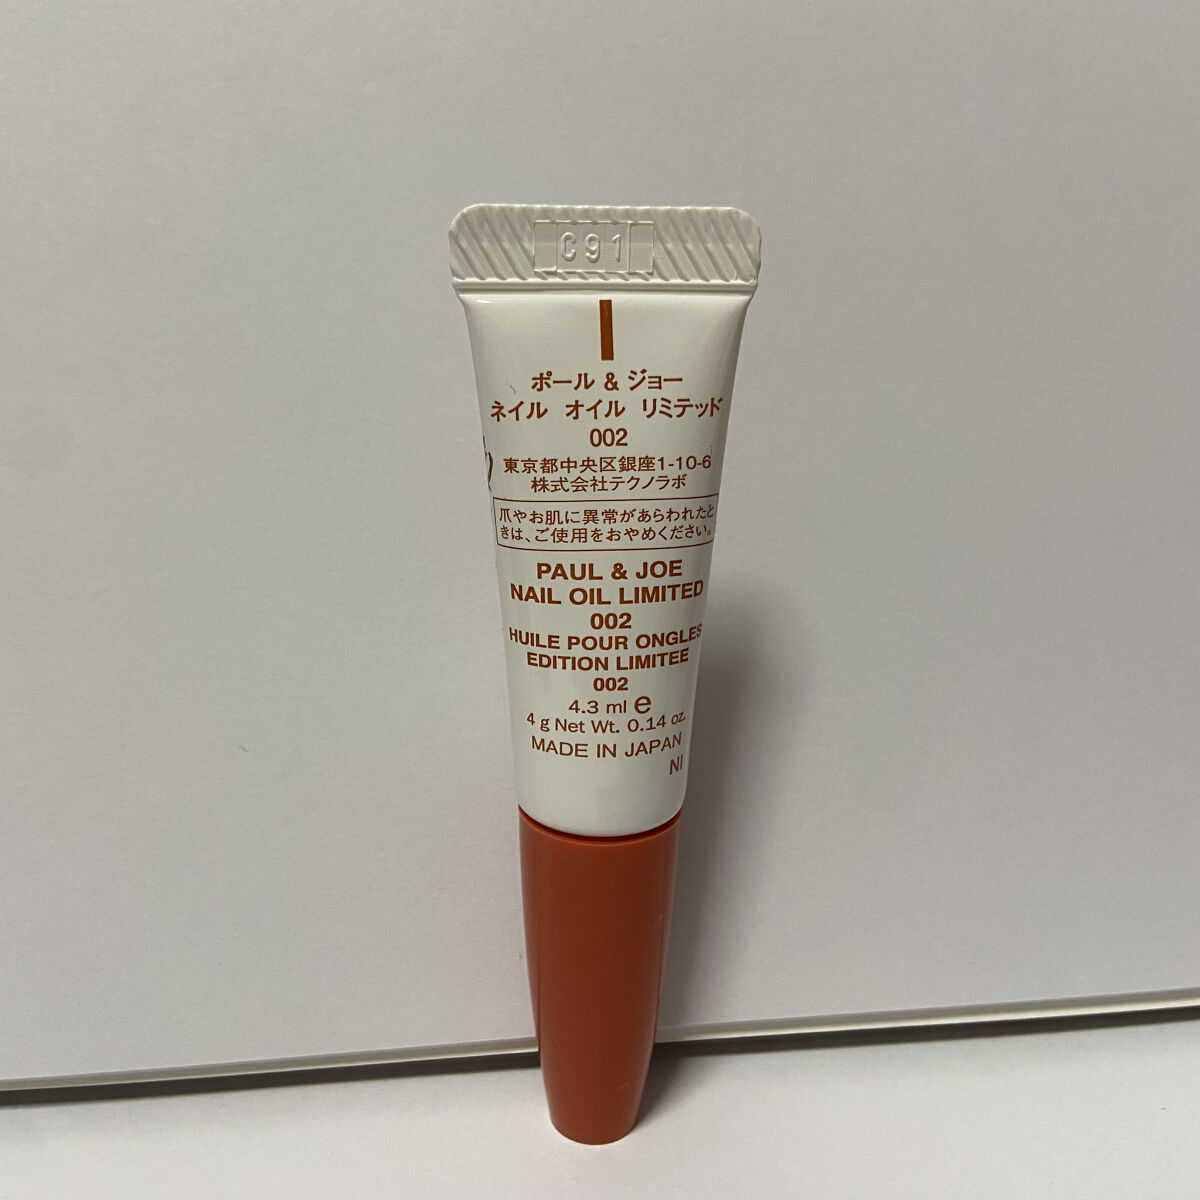 C91
ポール & ジョー
ネイル オイル リミテッド
002
東京都中央区銀座1-10-6
株式会社テクノラボ
爪やお肌に異常があらわれたと
きは、ご使用をおやめください。
PAUL & JOE
NAIL OIL LIMITED
002
HUILE POUR ONGLES
EDITION LIMITEE
002
4.3 ml e
4 g Net Wt. 0.14 oz.
MADE IN JAPAN
NI